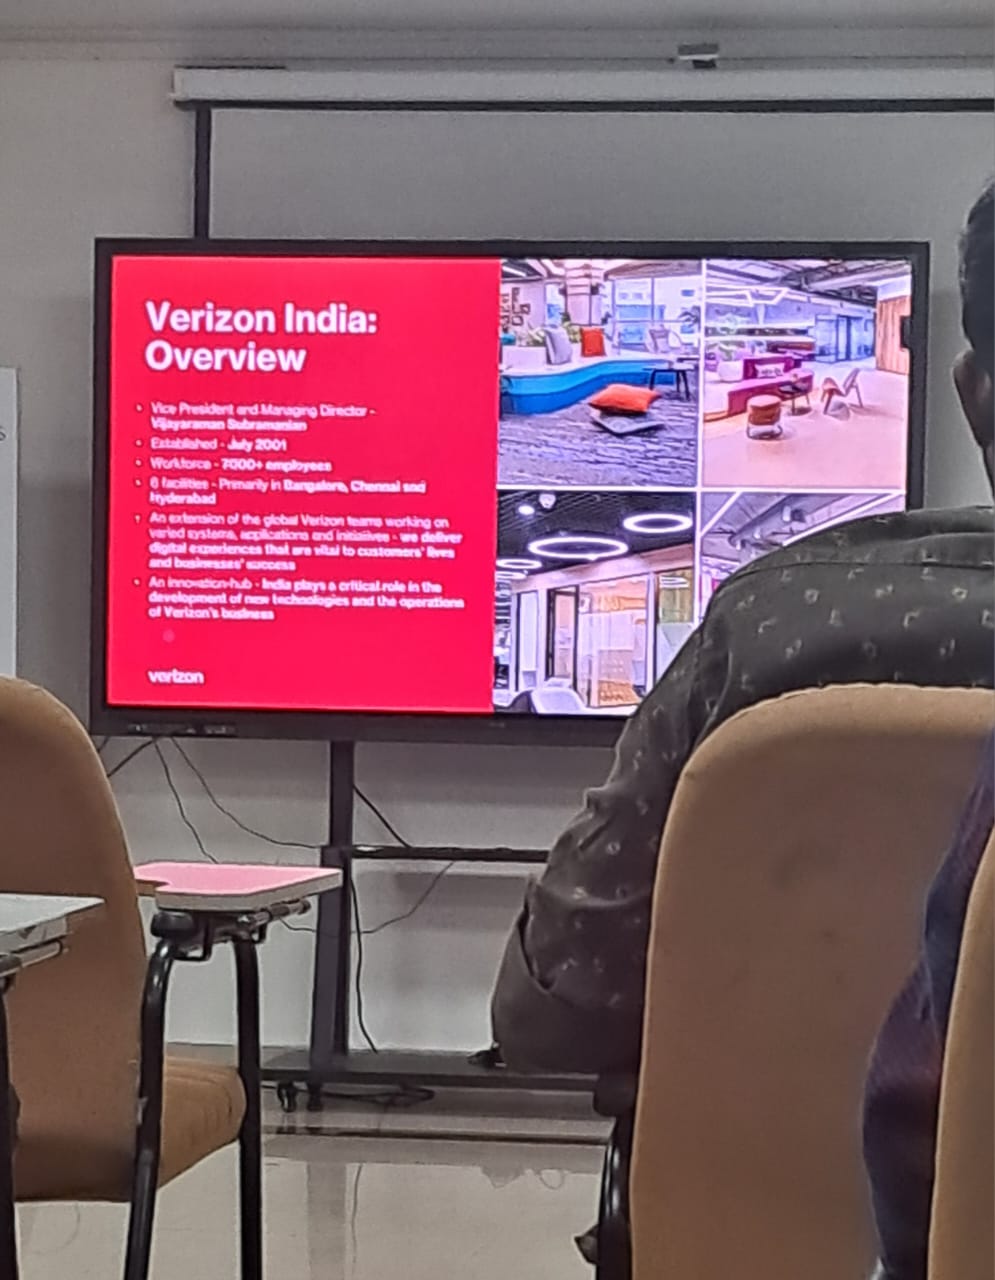 Verizon India:
Overview
Vice President and Managing Director -
Vijayaraman Subramanian
Established - July 2001
Workforce - 7000+ employees
6 facilities - Primarily in Bangalore, Chennai and
Hyderabad
An extension of the global Verizon teams working on
varied systems, applications and initiatives - we deliver
digital experiences that are vital to customers' lives
and businesses' success
An innovation-hub - India plays a critical role in the
development of new technologies and the operations
of Verizon's business
verizon